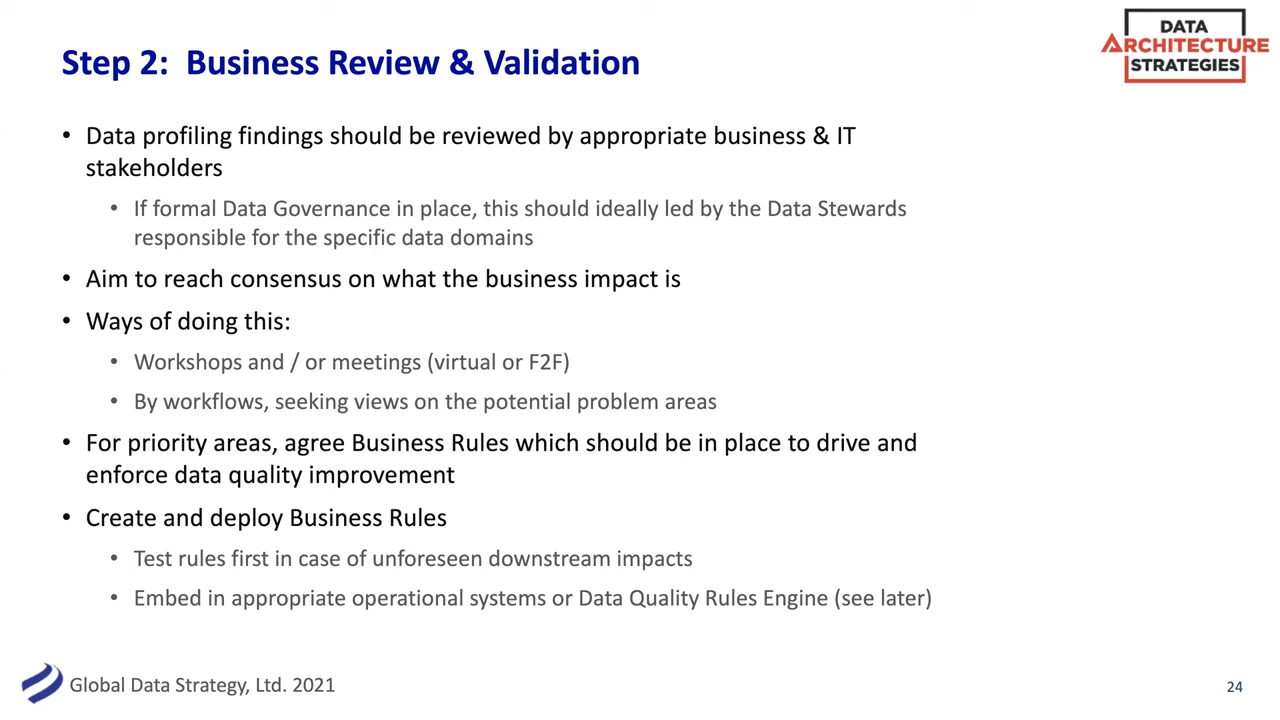 Step 2:  Business Review & Validation
DATA
ARCHITECTURE
STRATEGIES
• Data profiling findings should be reviewed by appropriate business & IT
stakeholders
• If formal Data Governance in place, this should ideally led by the Data Stewards
responsible for the specific data domains
• Aim to reach consensus on what the business impact is
• Ways of doing this:
• Workshops and / or meetings (virtual or F2F)
• By workflows, seeking views on the potential problem areas
• For priority areas, agree Business Rules which should be in place to drive and
enforce data quality improvement
• Create and deploy Business Rules
• Test rules first in case of unforeseen downstream impacts
• Embed in appropriate operational systems or Data Quality Rules Engine (see later)
Global Data Strategy, Ltd. 2021
24